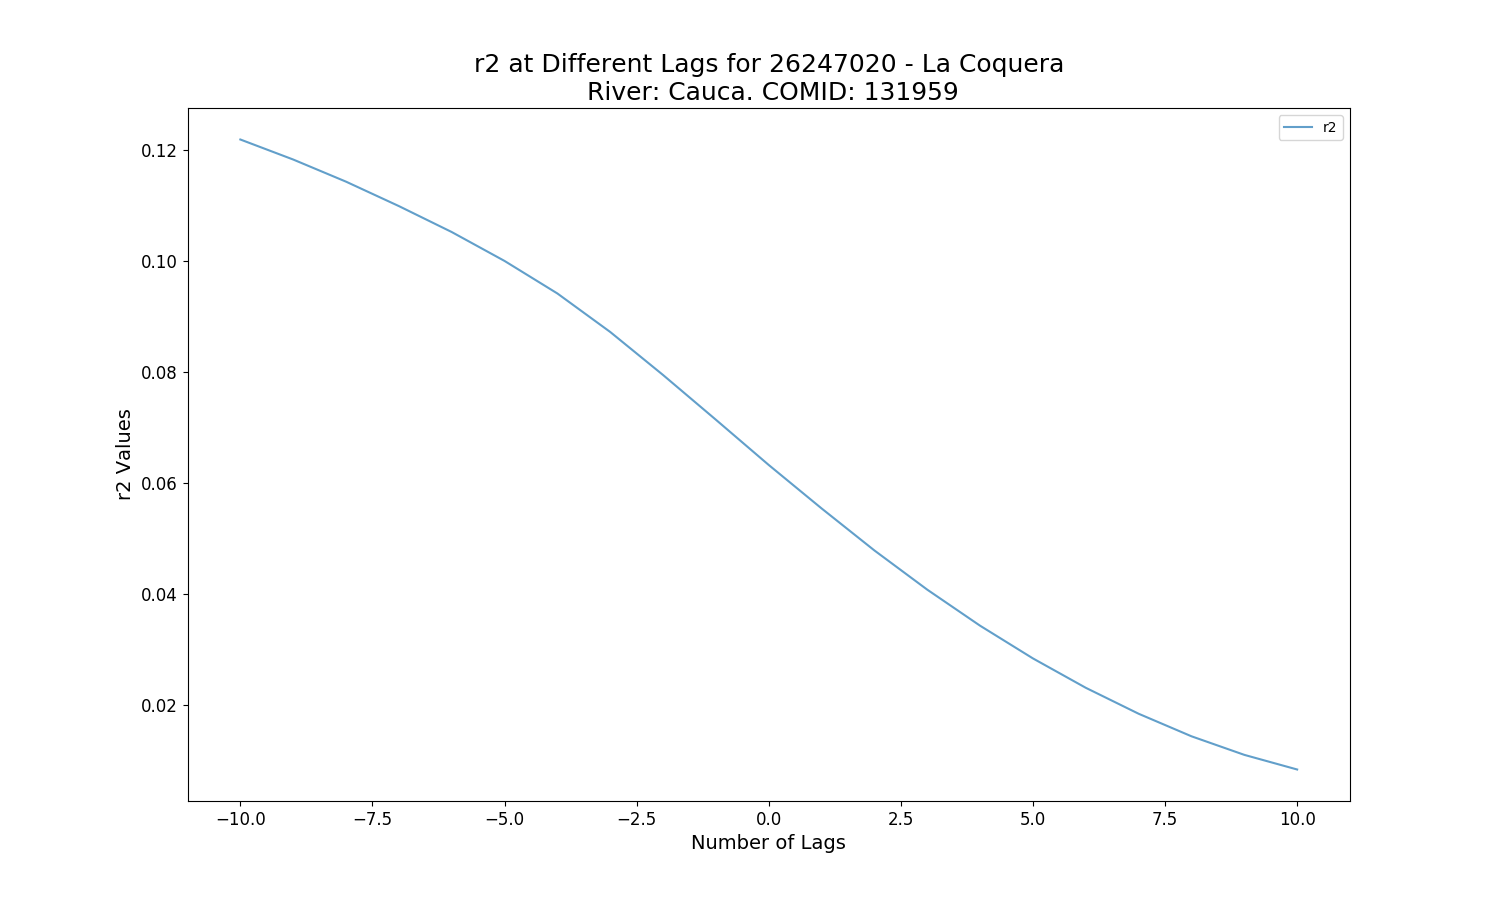 r2 at Different Lags for 26247020 - La Coquera
River: Cauca. COMID: 131959
r2
0.12
0.10
0.08
0.06
0.04
0.02
r2 Values
−10.0 −7.5 −5.0 −2.5 0.0 2.5 5.0 7.5 10.0
Number of Lags